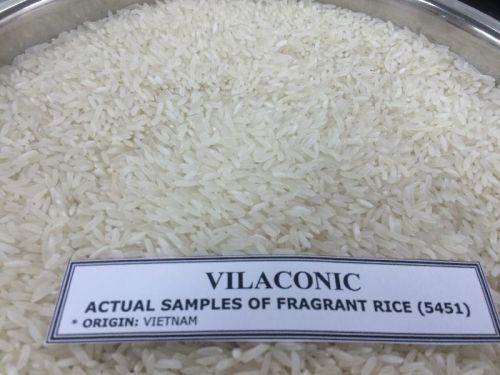 VILACONIC
ACTUAL SAMPLES OF FRAGRANT RICE (5451)
* ORIGIN: VIETNAM